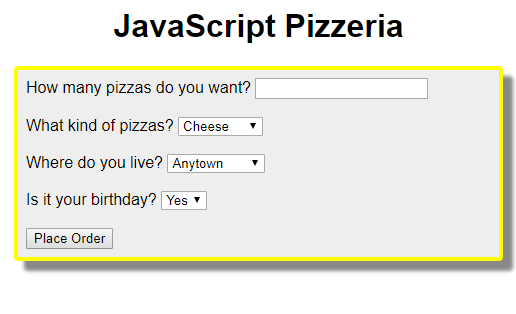 JavaScript Pizzeria
How many pizzas do you want?
What kind of pizzas? Cheese
Where do you live? Anytown
Is it your birthday? Yes
Place Order